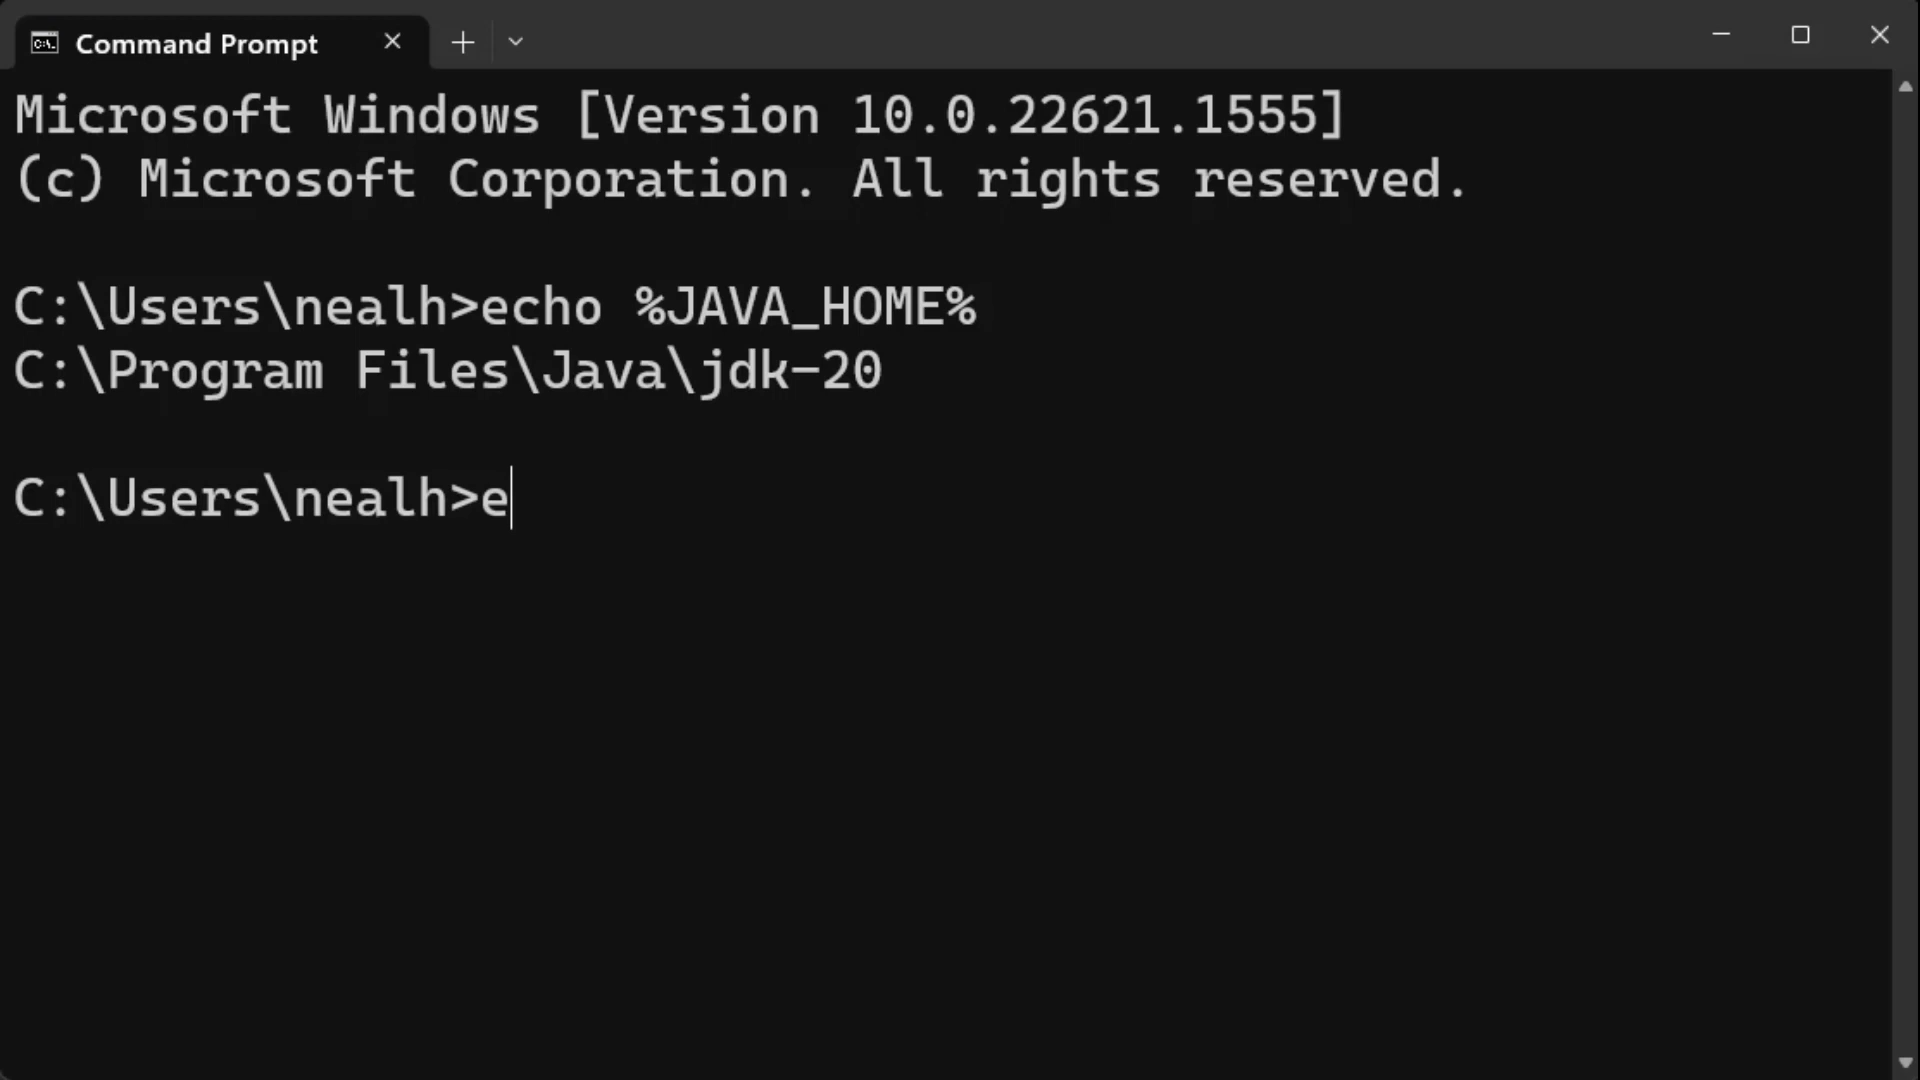 Command Prompt
Microsoft Windows [Version 10.0.22621.1555]
(c) Microsoft Corporation. All rights reserved.
C:\Users\nealh>echo %JAVA_HOME%
C:\Program Files\Java\jdk-20
C:\Users\nealh>e